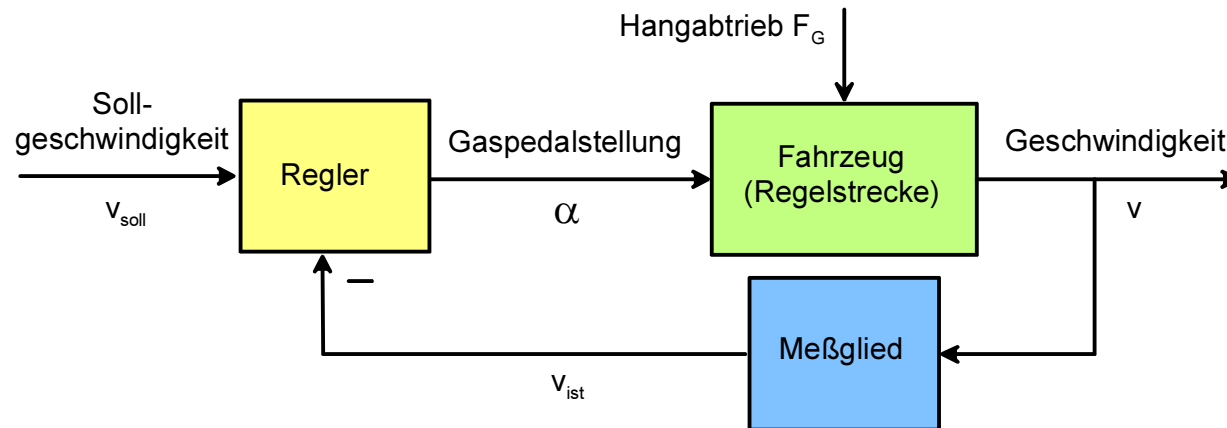 Hangabtrieb F_G
Soll-
geschwindigkeit
v_soll
Regler
Gaspedalstellung
α
Fahrzeug
(Regelstrecke)
Geschwindigkeit
v
–
Meßglied
v_ist